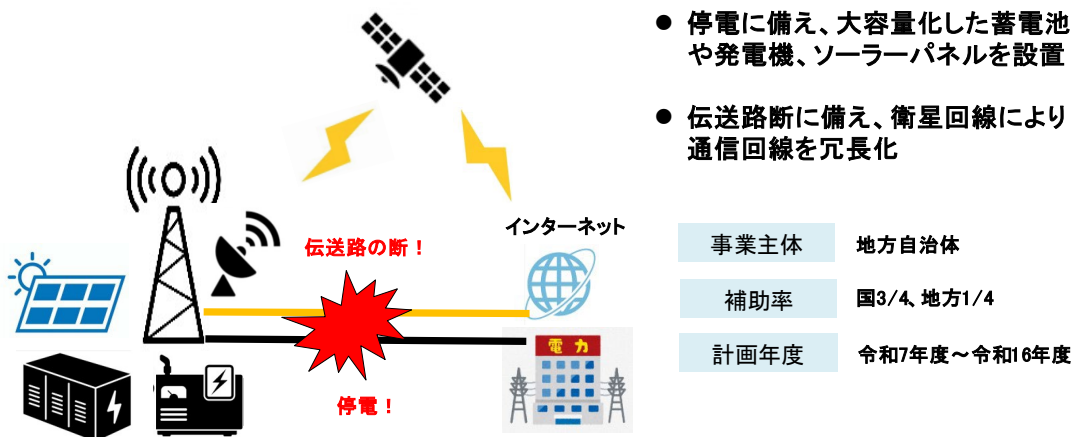 ● 停電に備え、大容量化した蓄電池
や発電機、ソーラーパネルを設置
● 伝送路断に備え、衛星回線により
通信回線を冗長化
インターネット
伝送路の断！
電力
停電！
事業主体 地方自治体
補助率 国3/4、地方1/4
計画年度 令和7年度～令和16年度